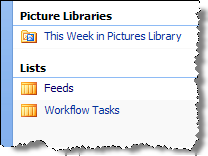 Picture Libraries
This Week in Pictures Library
Lists
Feeds
Workflow Tasks